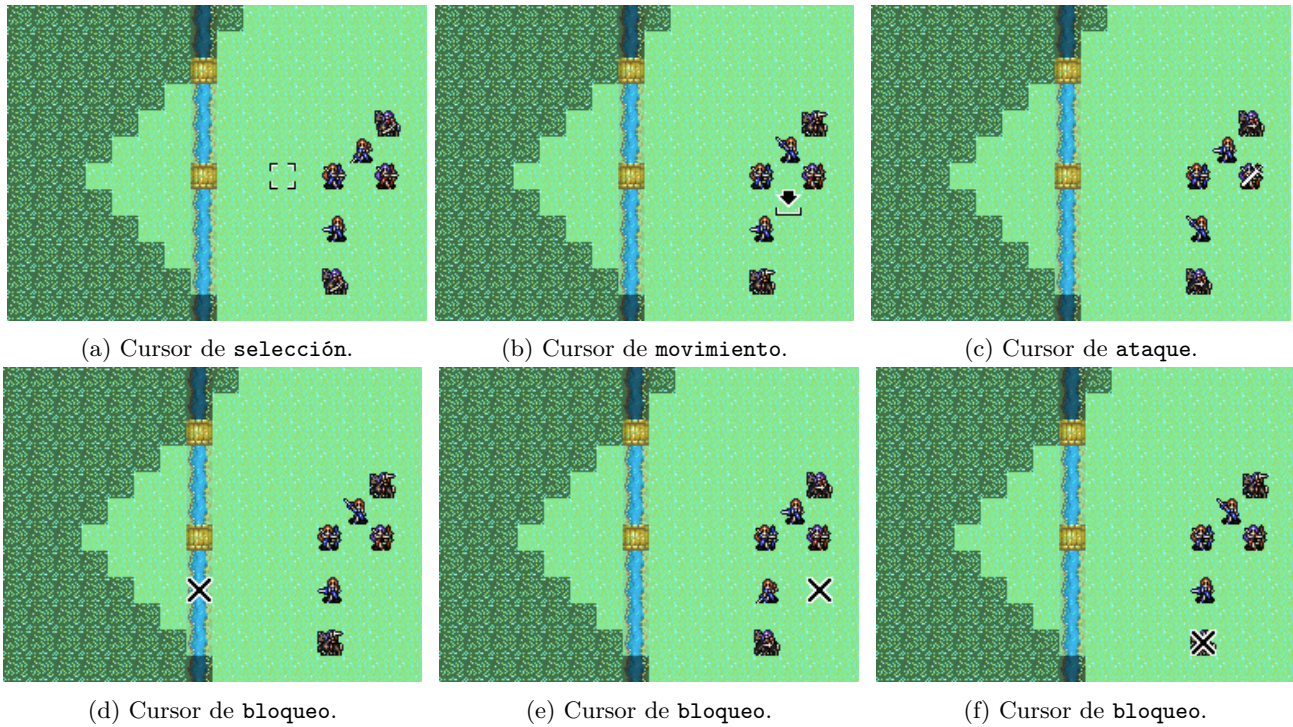 (a) Cursor de selección.
(b) Cursor de movimiento.
(c) Cursor de ataque.
(d) Cursor de bloqueo.
(e) Cursor de bloqueo.
(f) Cursor de bloqueo.